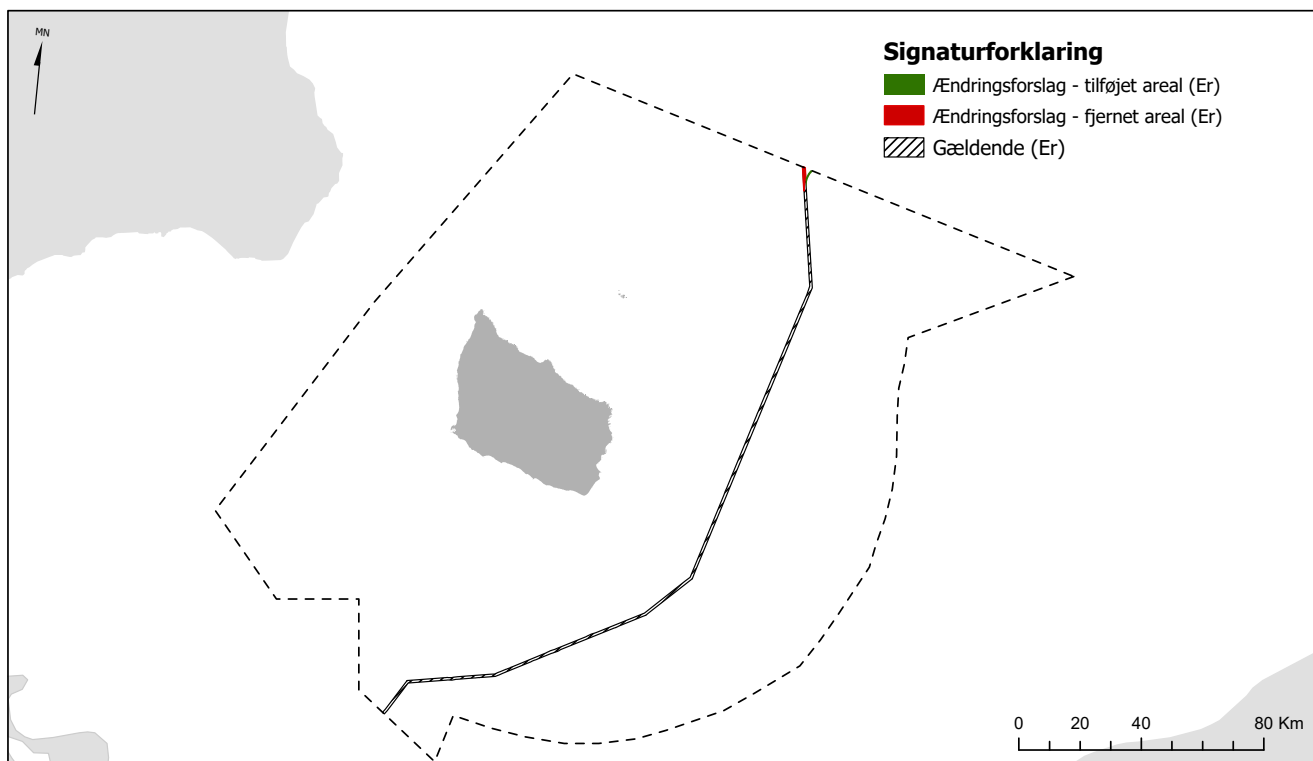 MN
Signaturforklaring
Ændringsforslag - tilføjet areal (Er)
Ændringsforslag - fjernet areal (Er)
Gældende (Er)
0 20 40 80 Km